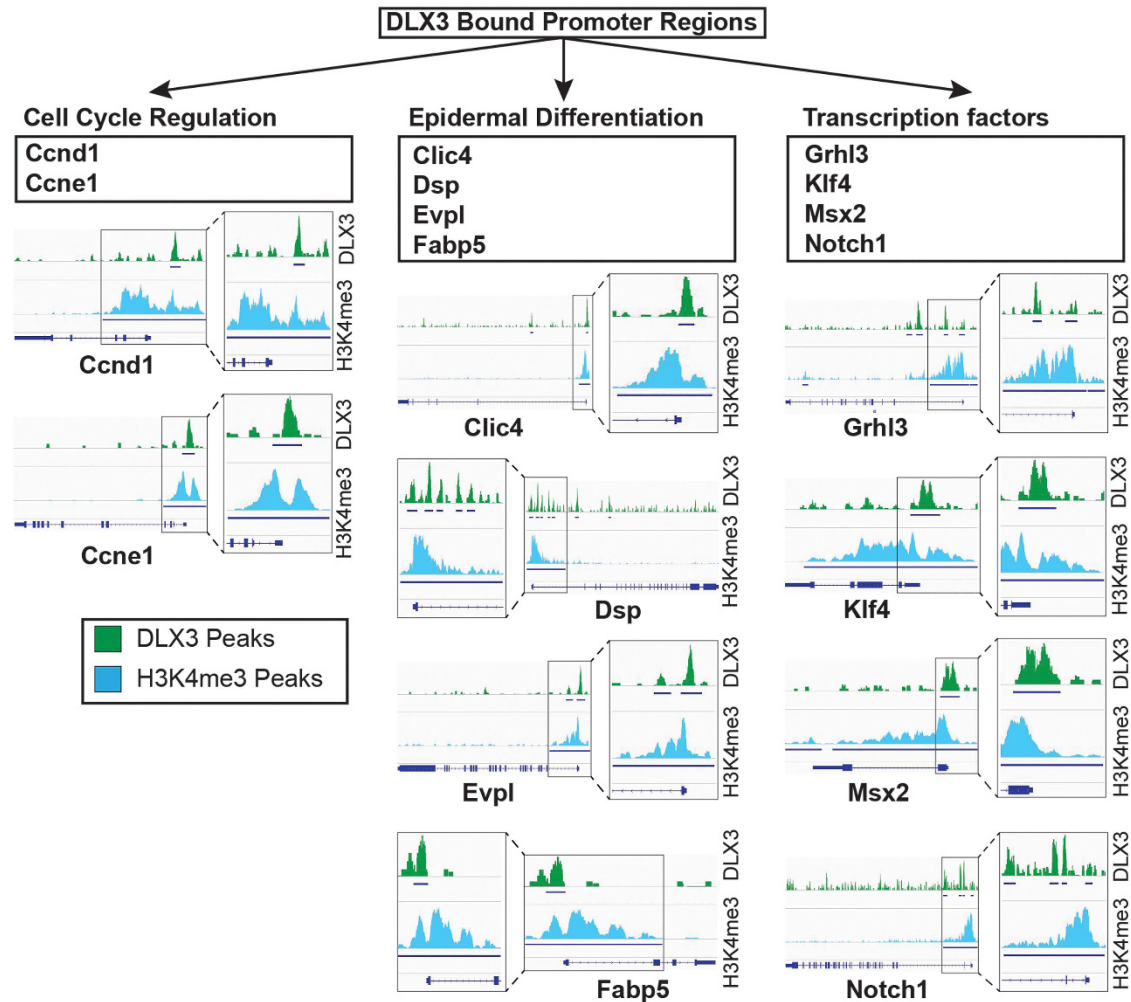 DLX3 Bound Promoter Regions
Cell Cycle Regulation
Ccnd1
Ccne1
DLX3
H3K4me3
Ccnd1
DLX3
H3K4me3
Ccne1
DLX3 Peaks
H3K4me3 Peaks
Epidermal Differentiation
Clic4
Dsp
Evpl
Fabp5
DLX3
H3K4me3
Clic4
DLX3
H3K4me3
Dsp
DLX3
H3K4me3
Evpl
DLX3
H3K4me3
Fabp5
Transcription factors
Grhl3
Klf4
Msx2
Notch1
DLX3
H3K4me3
Grhl3
DLX3
H3K4me3
Klf4
DLX3
H3K4me3
Msx2
DLX3
H3K4me3
Notch1